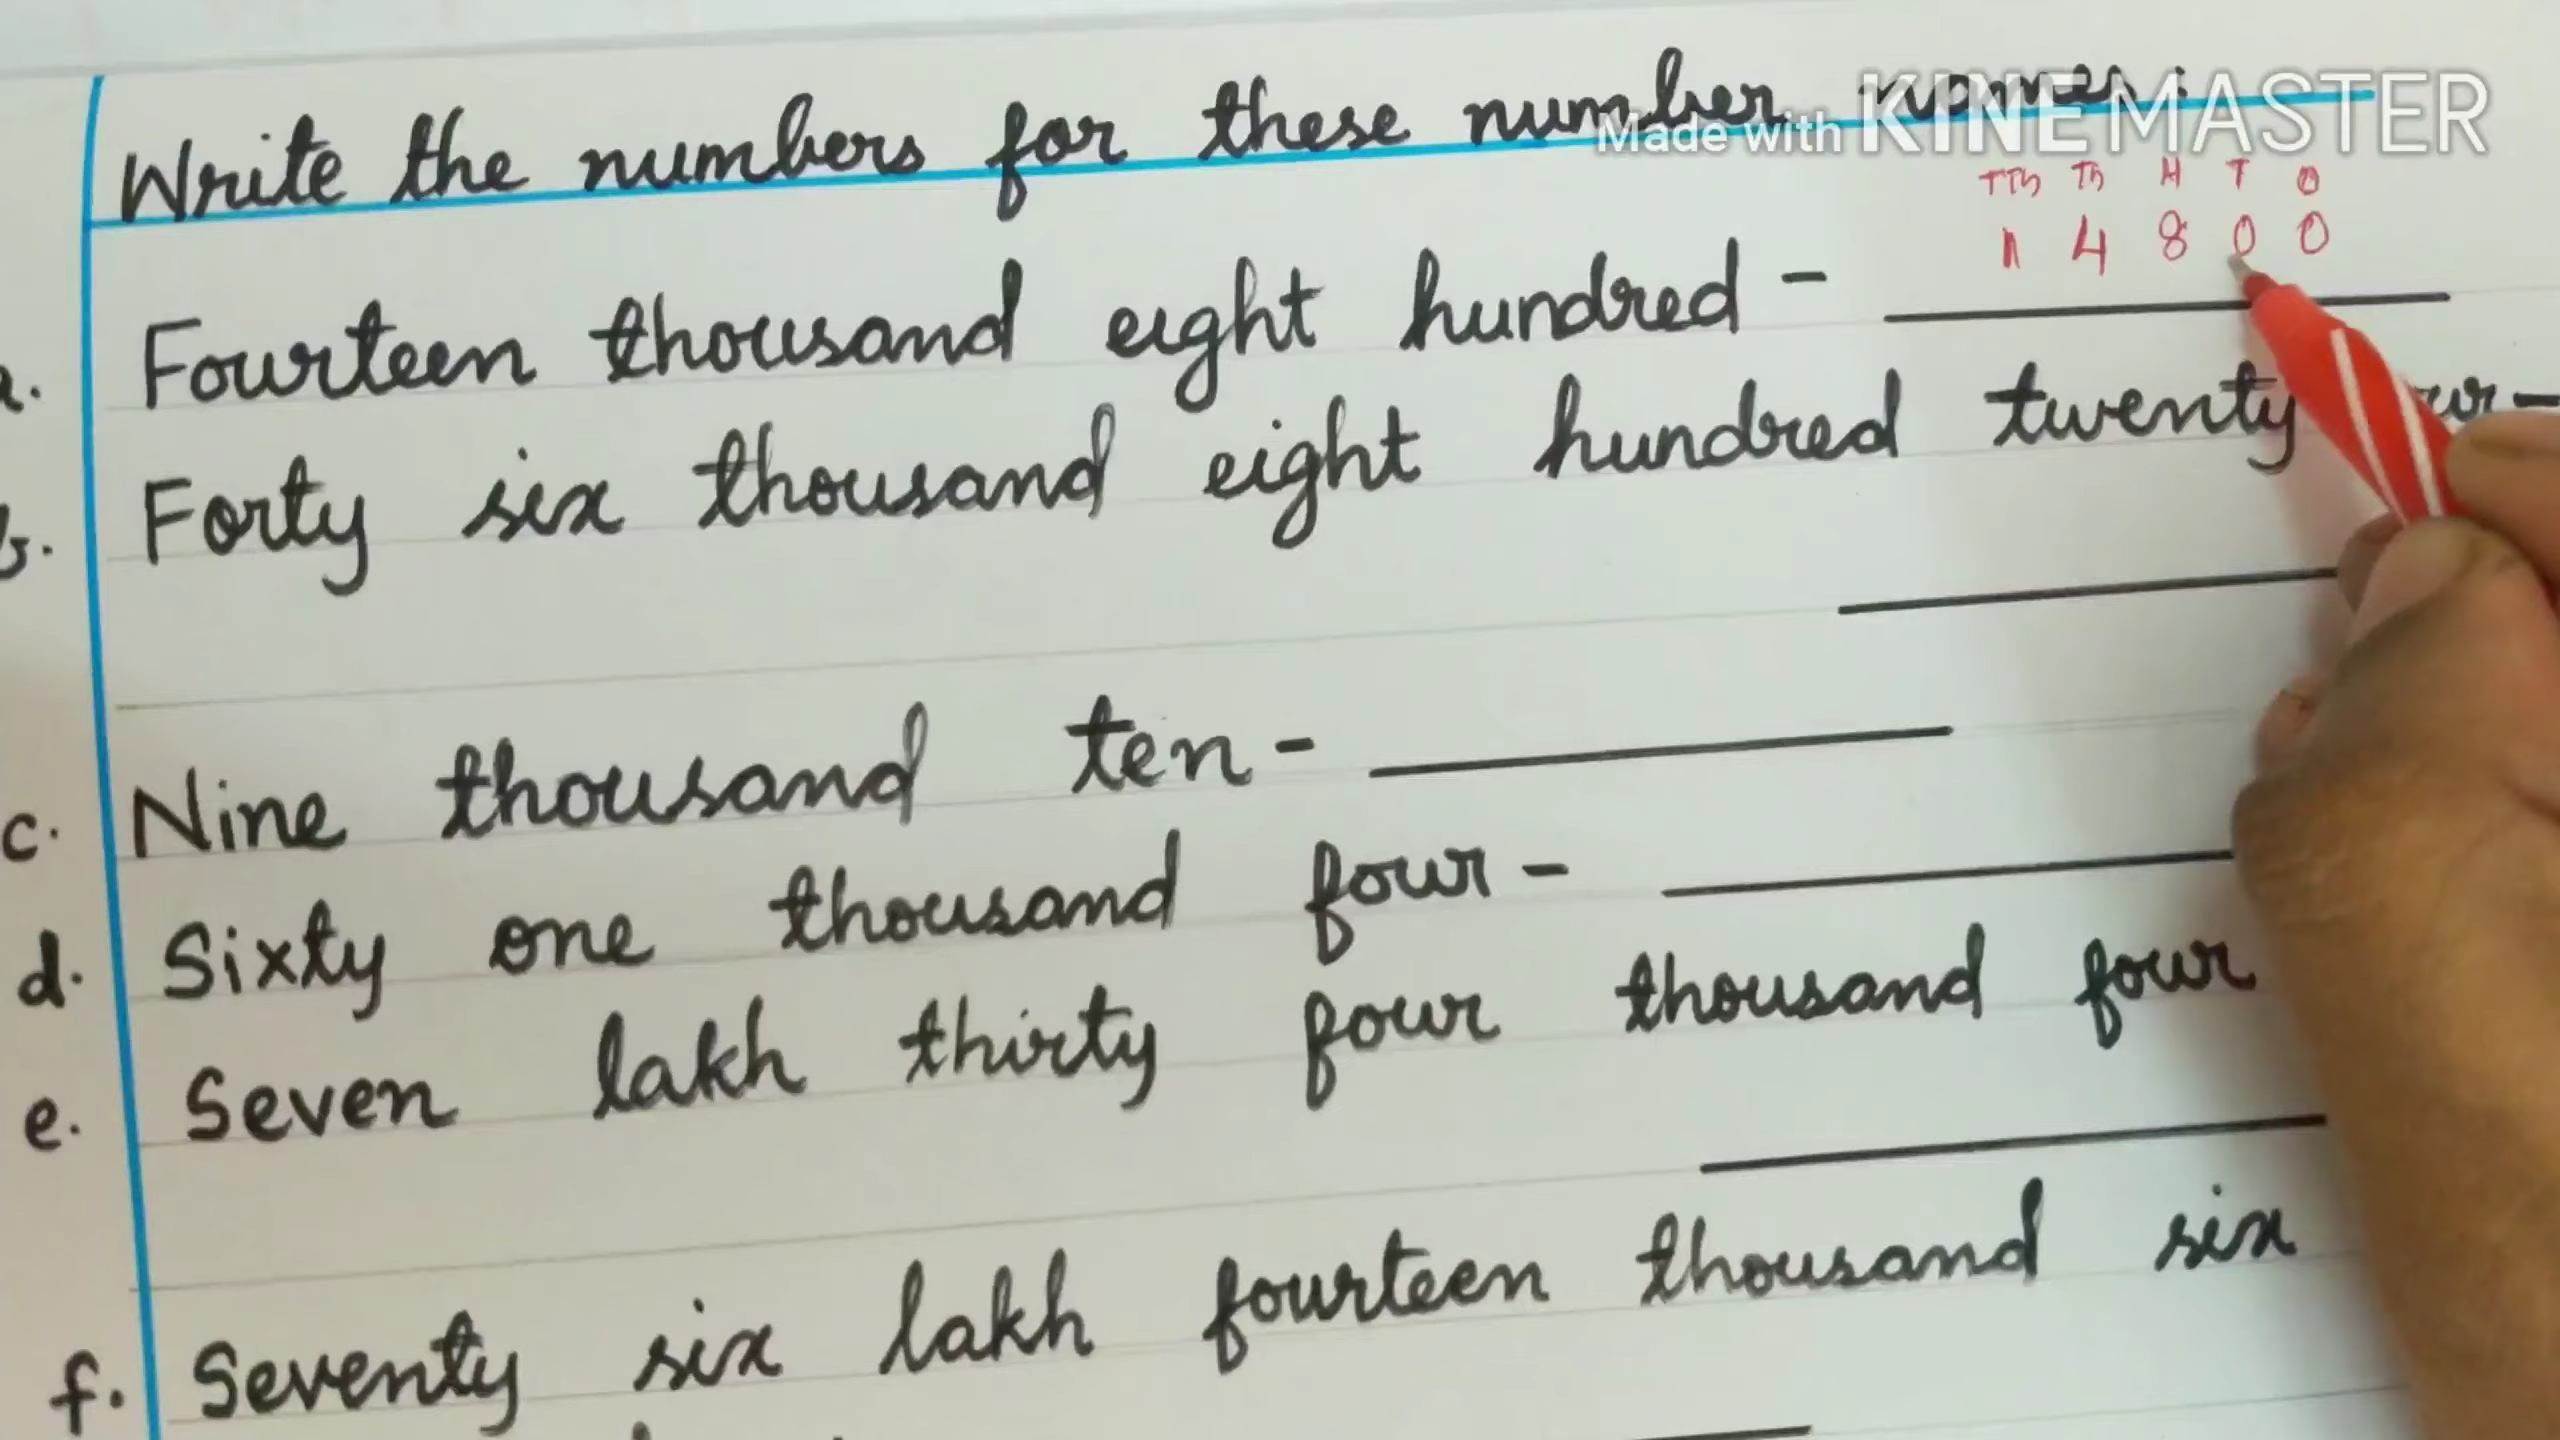 Write the numbers for these number names:
Made with KINEMASTER
TTh Th H T O
1 4 8 0 0
a. Fourteen thousand eight hundred -
b. Forty six thousand eight hundred twenty
c. Nine thousand ten -
d. Sixty one thousand four -
e. Seven lakh thirty four thousand four
f. Seventy six lakh fourteen thousand six